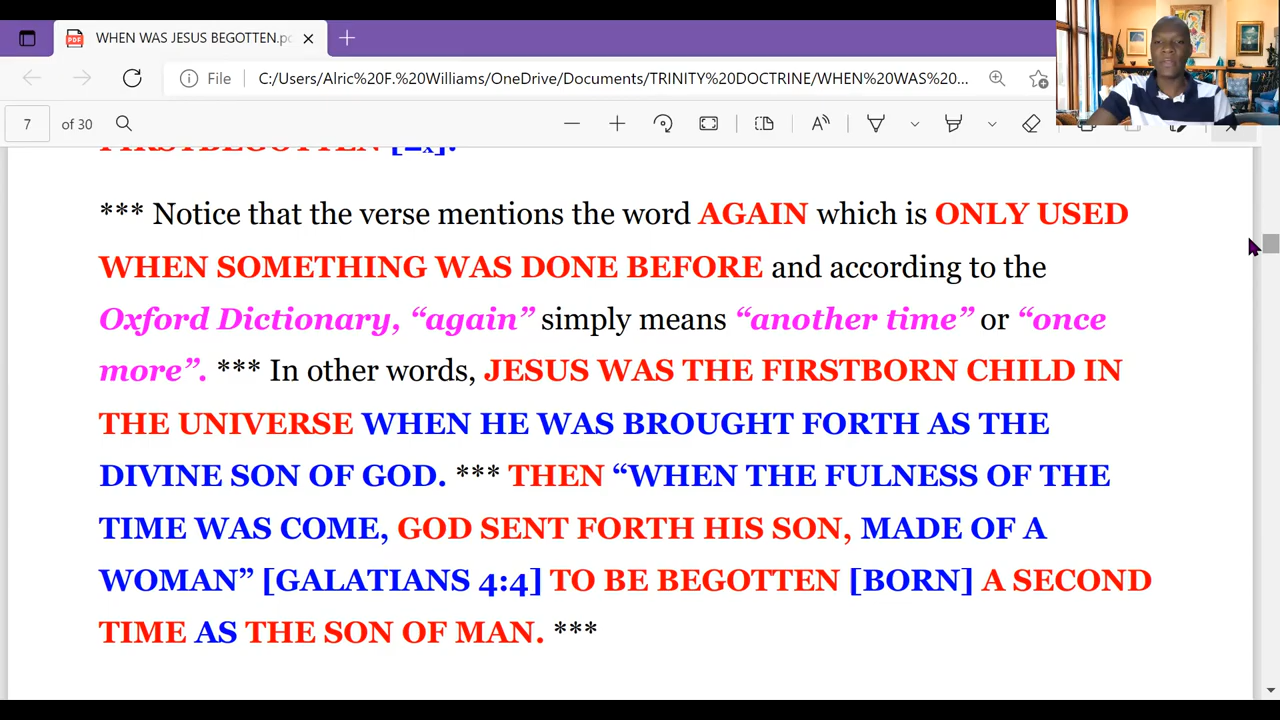 WHEN WAS JESUS BEGOTTEN.pd
File C:/Users/Alric%20F.%20Williams/OneDrive/Documents/TRINITY%20DOCTRINE/WHEN%20WAS%20...
7 of 30
FIRSTBEGOTTEN
*** Notice that the verse mentions the word AGAIN which is ONLY USED
WHEN SOMETHING WAS DONE BEFORE and according to the
Oxford Dictionary, “again” simply means “another time” or “once
more”. *** In other words, JESUS WAS THE FIRSTBORN CHILD IN
THE UNIVERSE WHEN HE WAS BROUGHT FORTH AS THE
DIVINE SON OF GOD. *** THEN “WHEN THE FULNESS OF THE
TIME WAS COME, GOD SENT FORTH HIS SON, MADE OF A
WOMAN” [GALATIANS 4:4] TO BE BEGOTTEN [BORN] A SECOND
TIME AS THE SON OF MAN. ***